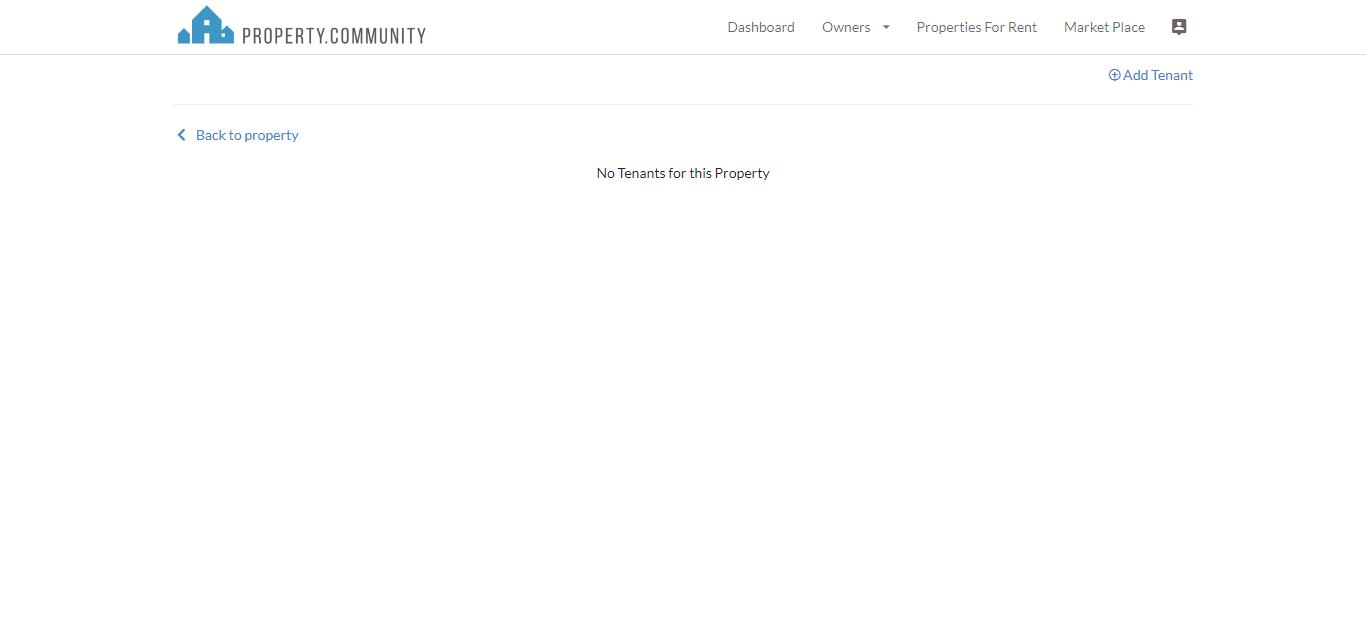 PROPERTY.COMMUNITY
Dashboard Owners Properties For Rent Market Place
Add Tenant
Back to property
No Tenants for this Property